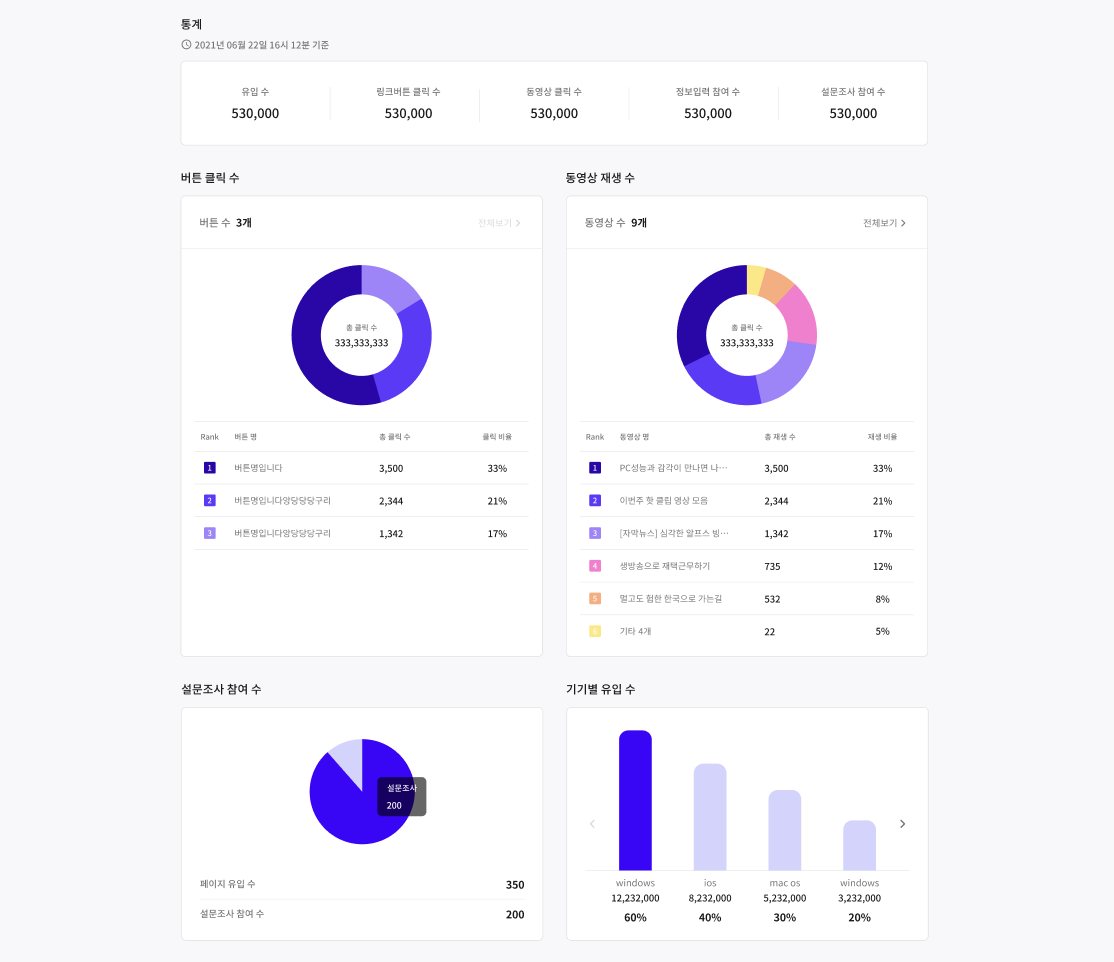 통계
2021년 06월 22일 16시 12분 기준
유입 수 링크버튼 클릭 수 동영상 클릭 수 정보입력 참여 수 설문조사 참여 수
530,000 530,000 530,000 530,000 530,000
버튼 클릭 수
버튼 수 3개 전체보기
총 클릭 수
333,333,333
Rank 버튼 명 총 클릭 수 클릭 비율
1 버튼명입니다 3,500 33%
2 버튼명입니다앙당당당구리 2,344 21%
3 버튼명입니다앙당당당구리 1,342 17%
동영상 재생 수
동영상 수 9개 전체보기
총 클릭 수
333,333,333
Rank 동영상 명 총 재생 수 재생 비율
1 PC성능과 감각이 만나면 나… 3,500 33%
2 이번주 핫 클립 영상 모음 2,344 21%
3 [자막뉴스] 심각한 알프스 빙… 1,342 17%
4 생방송으로 재택근무하기 735 12%
5 멀고도 험한 한국으로 가는길 532 8%
기타 4개 22 5%
설문조사 참여 수
설문조사
200
페이지 유입 수 350
설문조사 참여 수 200
기기별 유입 수
windows ios mac os windows
12,232,000 8,232,000 5,232,000 3,232,000
60% 40% 30% 20%